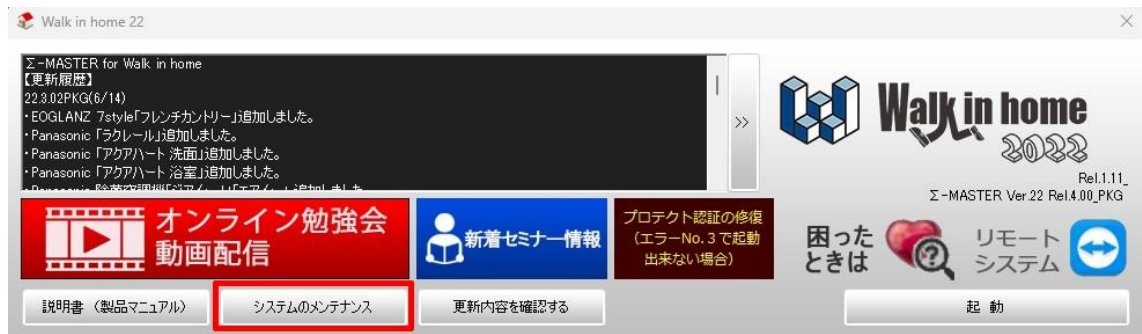 Walk in home 22
Σ-MASTER for Walk in home
【更新履歴】
22.3.02PKG(6/14)
・EOGLANZ 7style「フレンチカントリー」追加しました。
・Panasonic 「ラクレール」追加しました。
・Panasonic 「アクアハート 洗面」追加しました。
・Panasonic 「アクアハート 浴室」追加しました。
>>
Walk in home
2022
Rel.1.11_
Σ-MASTER Ver.22 Rel.4.00_PKG
オンライン勉強会
動画配信
新着セミナー情報
プロテクト認証の修復
（エラーNo.３で起動
出来ない場合）
困った
ときは
リモート
システム
説明書（製品マニュアル）
システムのメンテナンス
更新内容を確認する
起 動